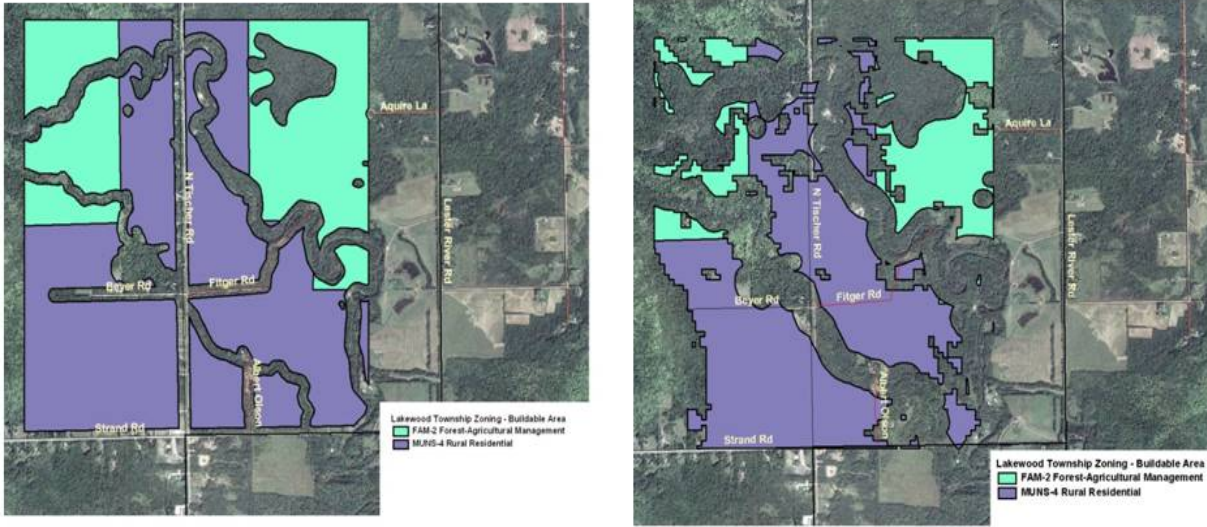 Aquire La
N Tischer Rd
Lester River Rd
Beyer Rd
Fitger Rd
Albert Olson
Strand Rd
Lakewood Township Zoning - Buildable Area
FAM-2 Forest-Agricultural Management
MUNS-4 Rural Residential
Aquire La
N Tischer Rd
Lester River Rd
Beyer Rd
Fitger Rd
Albert Olson
Strand Rd
Lakewood Township Zoning - Buildable Area
FAM-2 Forest-Agricultural Management
MUNS-4 Rural Residential